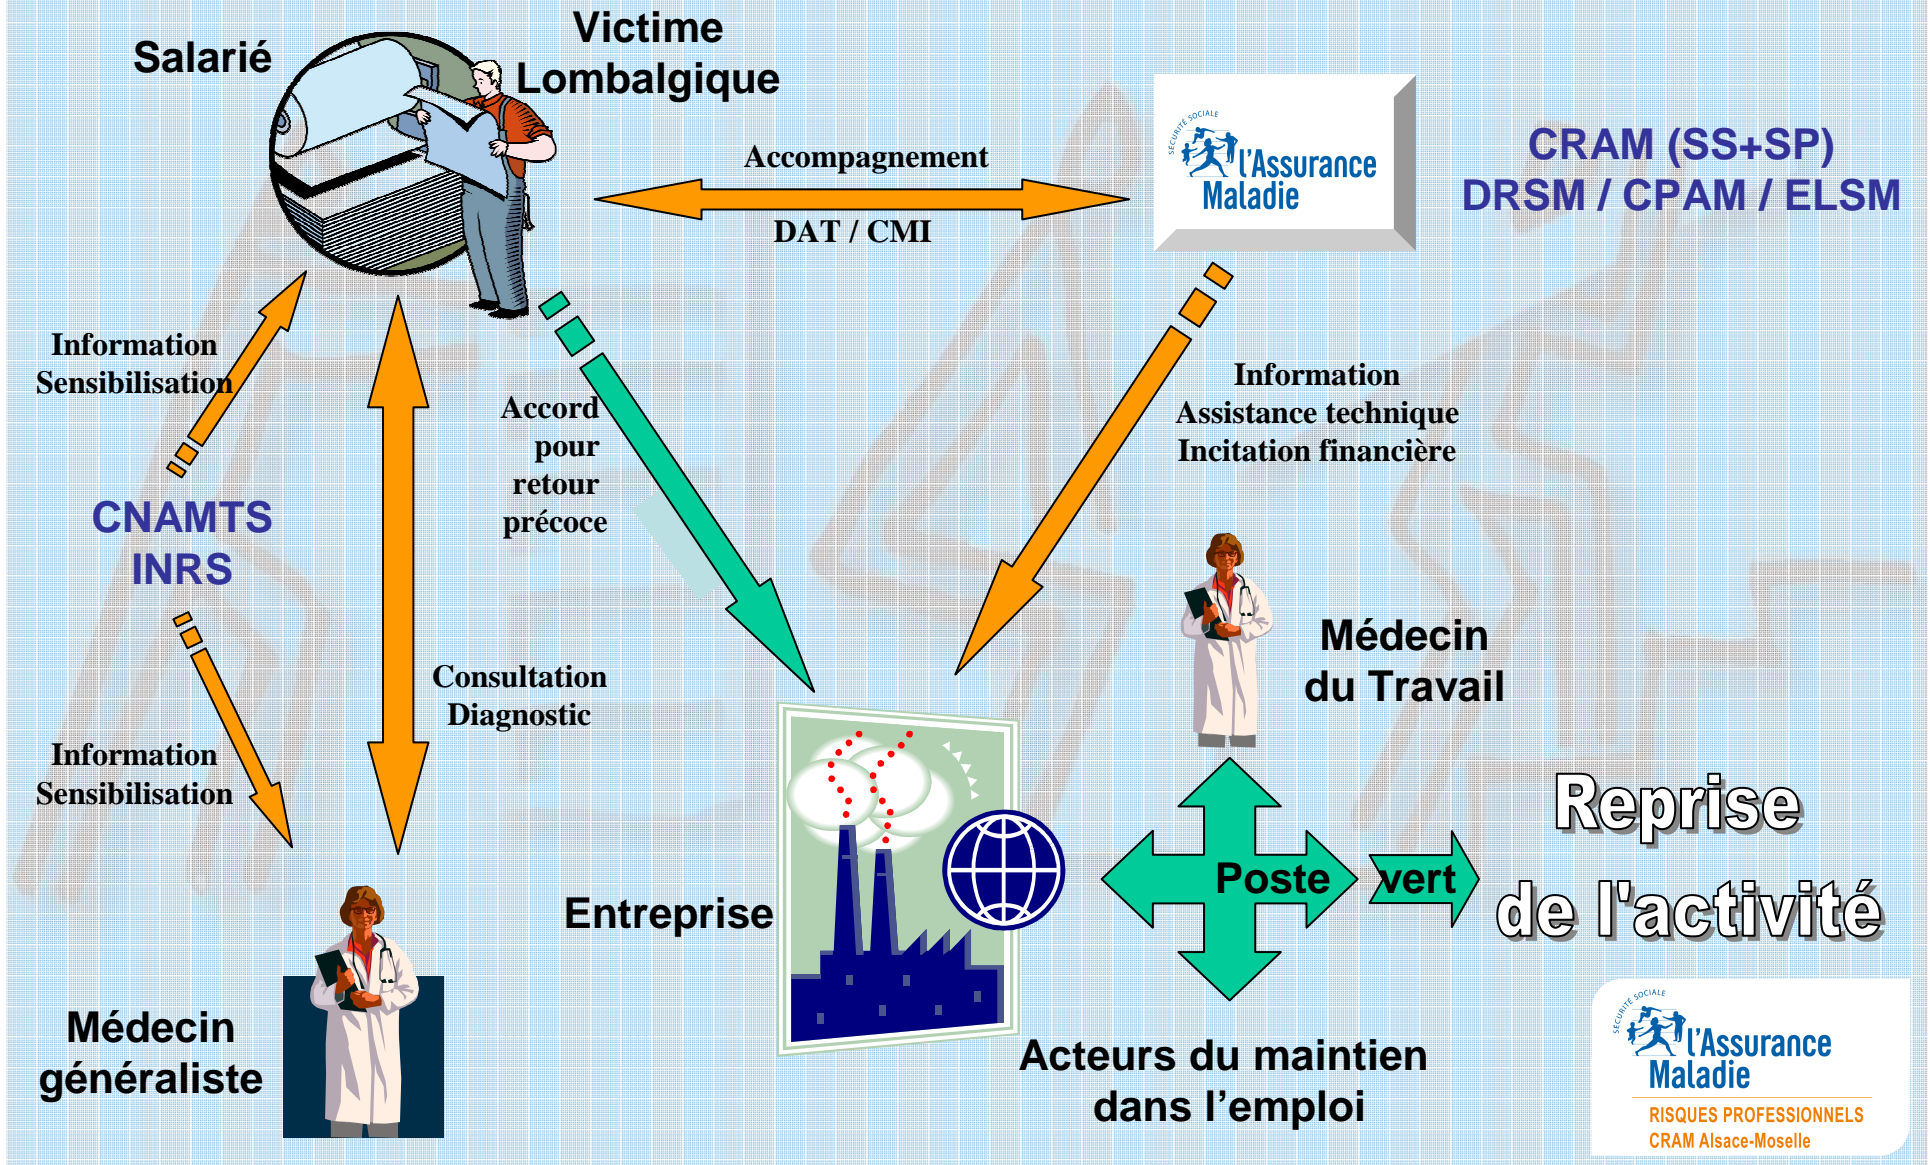 Salarié
Victime
Lombalgique
Accompagnement
DAT / CMI
SÉCURITÉ SOCIALE
l'Assurance
Maladie
CRAM (SS+SP)
DRSM / CPAM / ELSM
Information
Sensibilisation
Accord
pour
retour
précoce
Information
Assistance technique
Incitation financière
CNAMTS
INRS
Consultation
Diagnostic
Information
Sensibilisation
Médecin
du Travail
Poste vert
Reprise
de l'activité
Entreprise
Médecin
généraliste
Acteurs du maintien
dans l’emploi
SÉCURITÉ SOCIALE
l'Assurance
Maladie
RISQUES PROFESSIONNELS
CRAM Alsace-Moselle